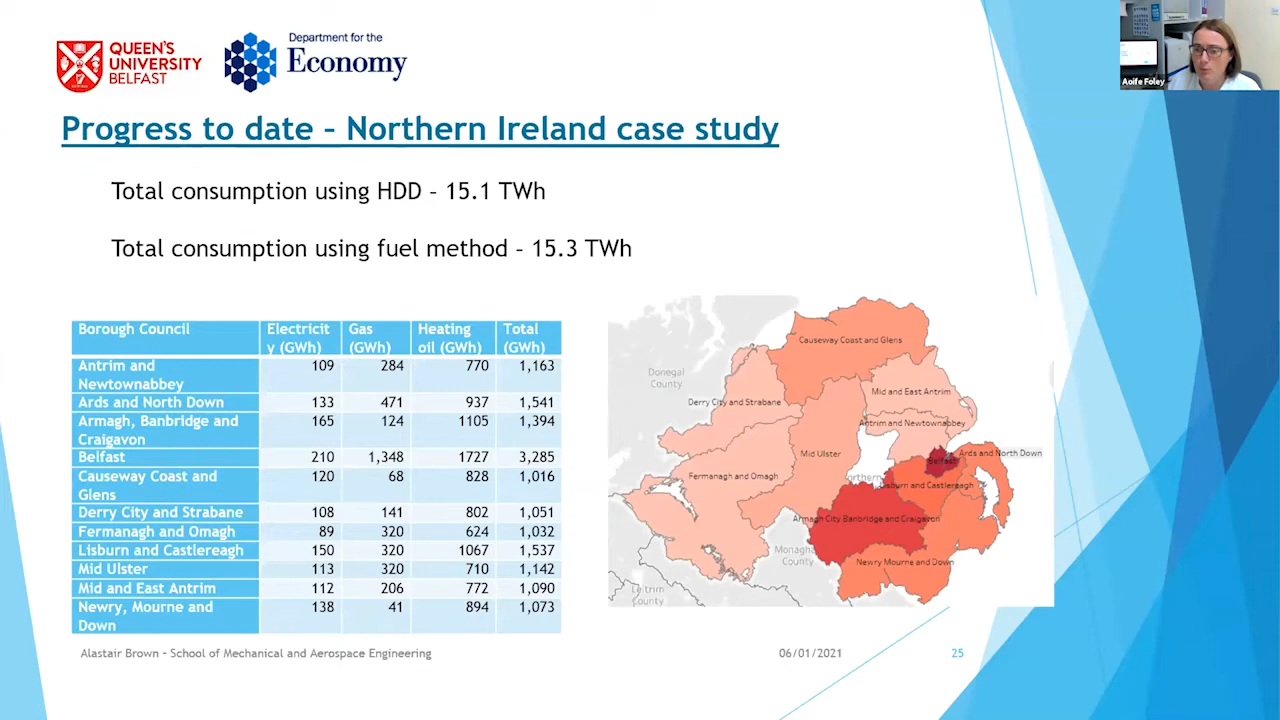 QUEEN'S
UNIVERSITY
BELFAST
Department for the
Economy
Aoife Foley
Progress to date – Northern Ireland case study
Total consumption using HDD – 15.1 TWh
Total consumption using fuel method – 15.3 TWh
Borough Council Electricit Gas Heating Total
y (GWh) (GWh) oil (GWh) (GWh)
Antrim and 109 284 770 1,163
Newtownabbey
Ards and North Down 133 471 937 1,541
Armagh, Banbridge and 165 124 1105 1,394
Craigavon
Belfast 210 1,348 1727 3,285
Causeway Coast and 120 68 828 1,016
Glens
Derry City and Strabane 108 141 802 1,051
Fermanagh and Omagh 89 320 624 1,032
Lisburn and Castlereagh 150 320 1067 1,537
Mid Ulster 113 320 710 1,142
Mid and East Antrim 112 206 772 1,090
Newry, Mourne and 138 41 894 1,073
Down
Causeway Coast and Glens
Donegal
County
Mid and East Antrim
Derry City and Strabane
Antrim and Newtownabbey
Mid Ulster
Belfast
Ards and North Down
Fermanagh and Omagh
Northern
Lisburn and Castlereagh
Armagh City Banbridge and Craigavon
Monagh
County
Newry Mourne and Down
Leitrim
County
Alastair Brown – School of Mechanical and Aerospace Engineering
06/01/2021
25